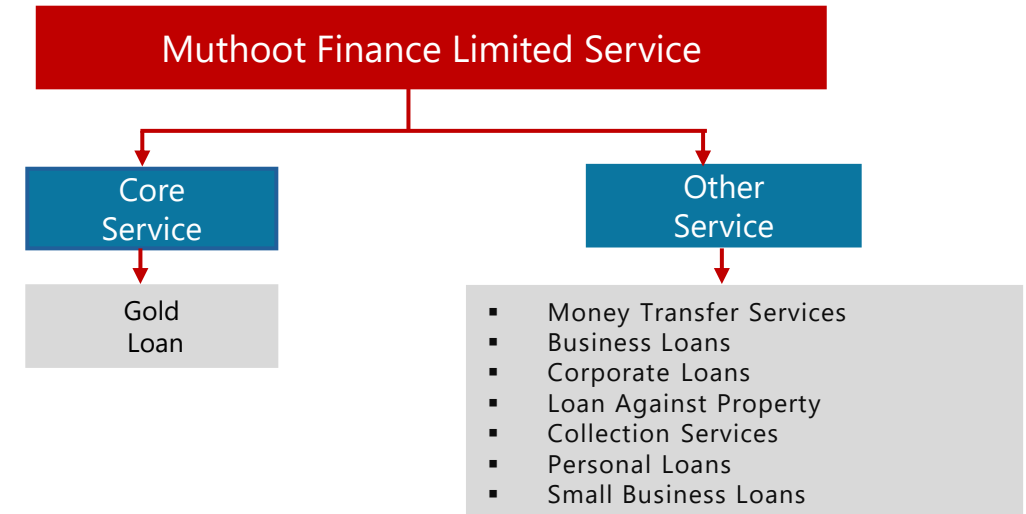 Muthoot Finance Limited Service
Core
Service
Other
Service
Gold
Loan
▪ Money Transfer Services
▪ Business Loans
▪ Corporate Loans
▪ Loan Against Property
▪ Collection Services
▪ Personal Loans
▪ Small Business Loans